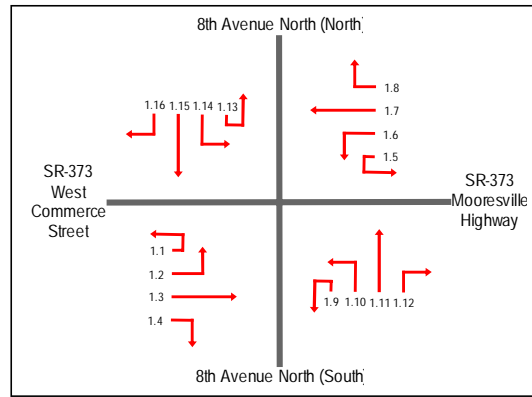 8th Avenue North (North)
1.16 1.15 1.14 1.13
1.8
1.7
1.6
1.5
SR-373
West
Commerce
Street
SR-373
Mooresville
Highway
1.1
1.2
1.3
1.4
1.9 1.10 1.11 1.12
8th Avenue North (South)